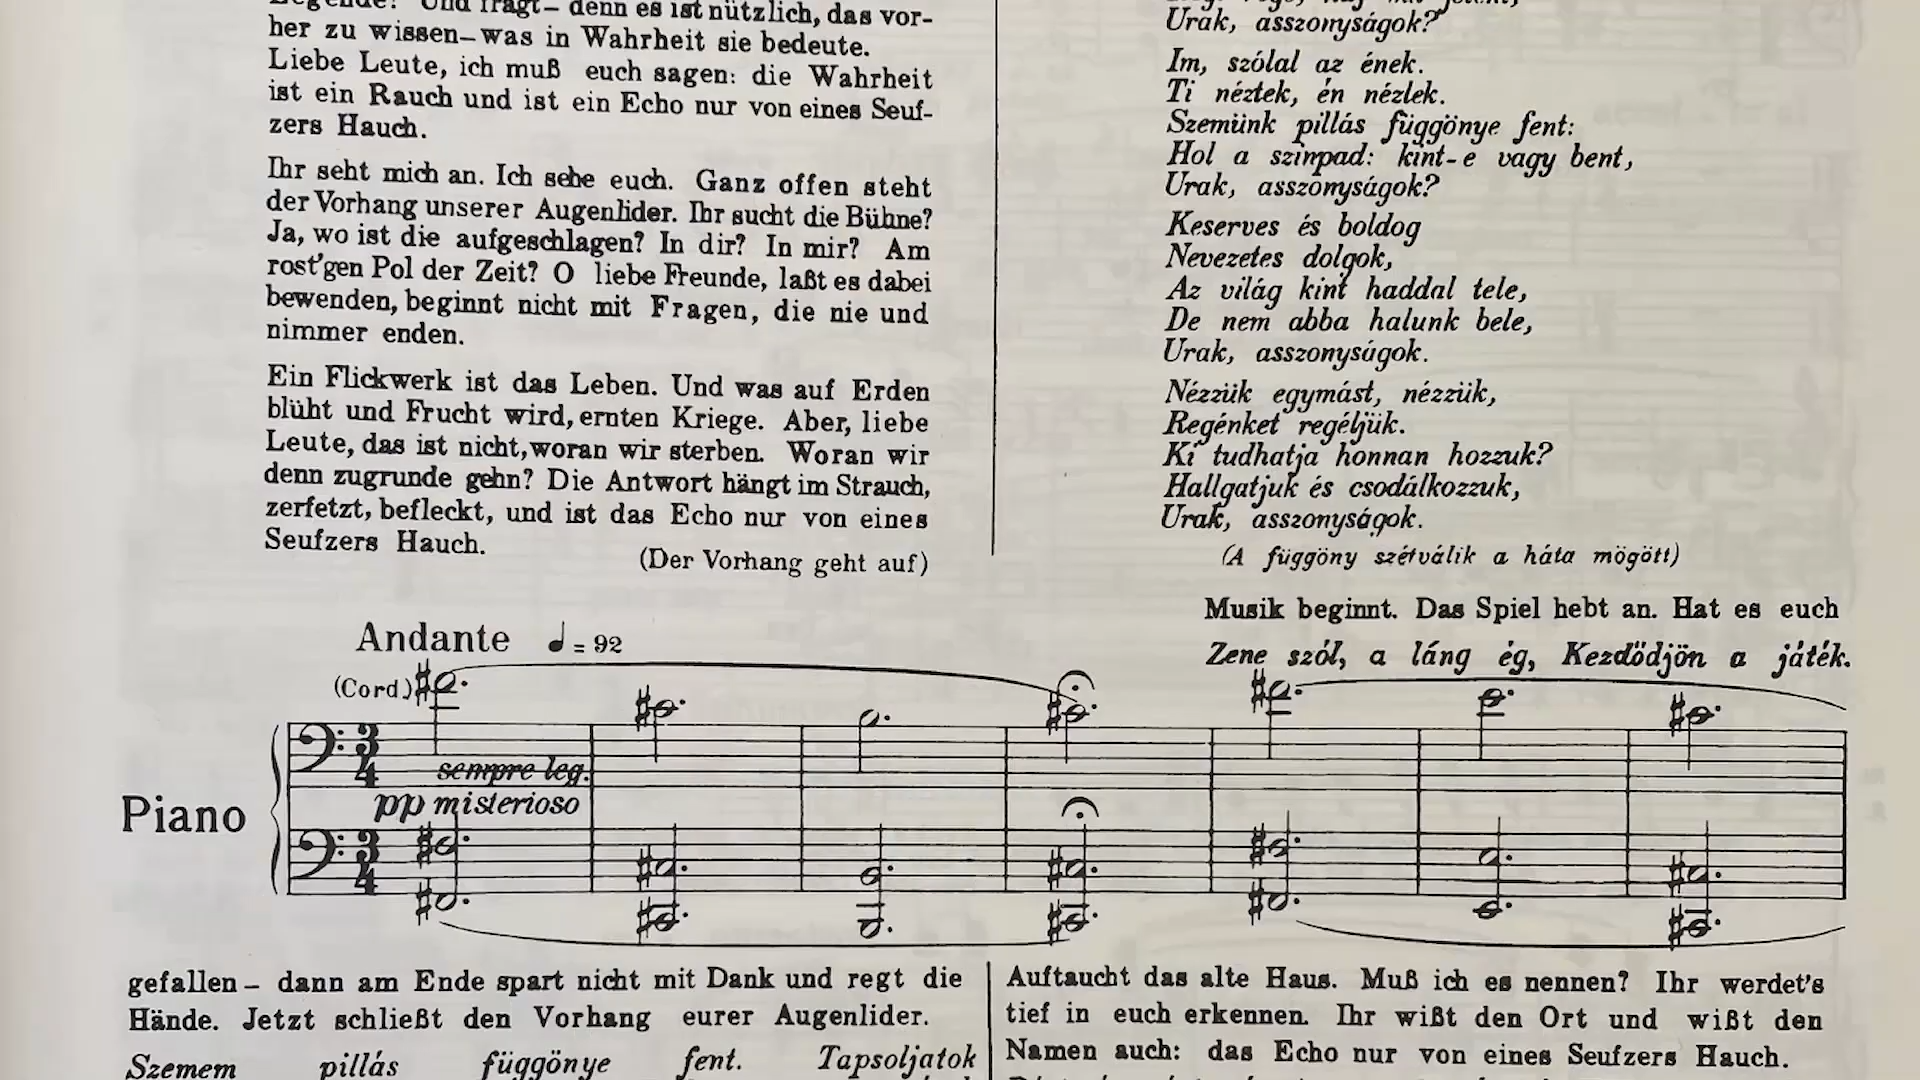 Legende? Und fragt— denn es ist nützlich, das vor-
her zu wissen—was in Wahrheit sie bedeute.
Liebe Leute, ich muß euch sagen: die Wahrheit
ist ein Rauch und ist ein Echo nur von eines Seuf-
zers Hauch.
Ihr seht mich an. Ich sehe euch. Ganz offen steht
der Vorhang unserer Augenlider. Ihr sucht die Bühne?
Ja, wo ist die aufgeschlagen? In dir? In mir? Am
rost'gen Pol der Zeit? O liebe Freunde, laßt es dabei
bewenden, beginnt nicht mit Fragen, die nie und
nimmer enden.
Ein Flickwerk ist das Leben. Und was auf Erden
blüht und Frucht wird, ernten Kriege. Aber, liebe
Leute, das ist nicht, woran wir sterben. Woran wir
denn zugrunde gehn? Die Antwort hängt im Strauch,
zerfetzt, befleckt, und ist das Echo nur von eines
Seufzers Hauch.
(Der Vorhang geht auf)
Urak, asszonyságok?
Im, szólal az ének.
Ti néztek, én nézlek.
Szemünk pillás függönye fent:
Hol a szinpad: kint-e vagy bent,
Urak, asszonyságok?
Keserves és boldog
Nevezetes dolgok,
Az világ kint haddal tele,
De nem abba halunk bele,
Urak, asszonyságok.
Nézzük egymást, nézzük,
Regénket regéljük.
Ki tudhatja honnan hozzuk?
Hallgatjuk és csodálkozzuk,
Urak, asszonyságok.
(A függöny szétválik a háta mögött)
Musik beginnt. Das Spiel hebt an. Hat es euch
Zene szól, a láng ég, Kezdődjön a játék.
Andante ♩ = 92
(Cord.)
3/4
sempre leg.
pp misterioso
Piano
3/4
gefallen – dann am Ende spart nicht mit Dank und regt die
Hände. Jetzt schließt den Vorhang eurer Augenlider.
Szemem pillás függönye fent. Tapsoljatok
Auftaucht das alte Haus. Muß ich es nennen? Ihr werdet's
tief in euch erkennen. Ihr wißt den Ort und wißt den
Namen auch: das Echo nur von eines Seufzers Hauch.